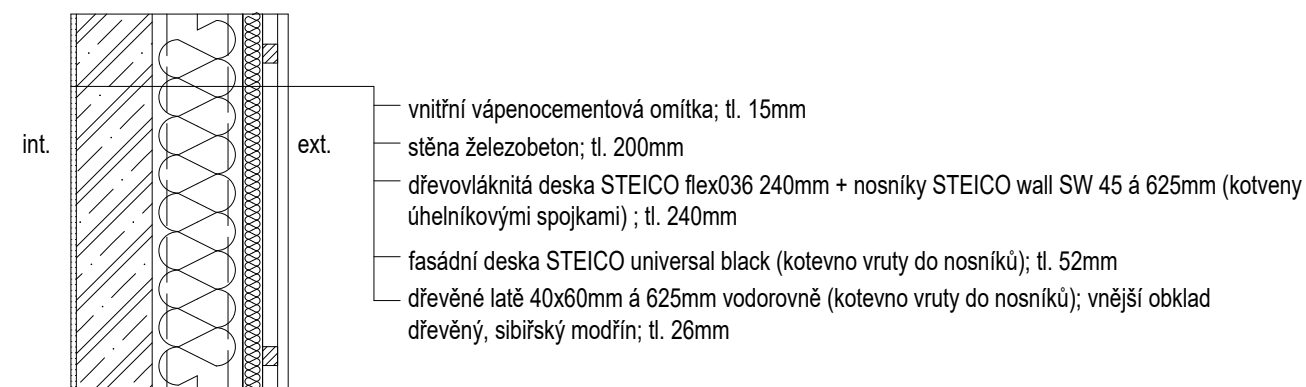 vnitřní vápenocementová omítka; tl. 15mm
int.
ext.
stěna železobeton; tl. 200mm
dřevovláknitá deska STEICO flex036 240mm + nosníky STEICO wall SW 45 á 625mm (kotveny
úhelníkovými spojkami) ; tl. 240mm
fasádní deska STEICO universal black (kotevno vruty do nosníků); tl. 52mm
dřevěné latě 40x60mm á 625mm vodorovně (kotevno vruty do nosníků); vnější obklad
dřevěný, sibiřský modřín; tl. 26mm